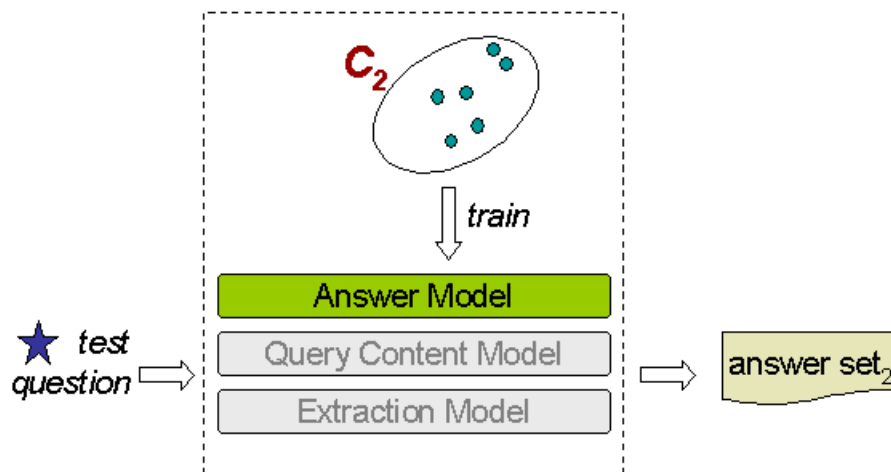 C2
train
Answer Model
test
question
Query Content Model
Extraction Model
answer set2